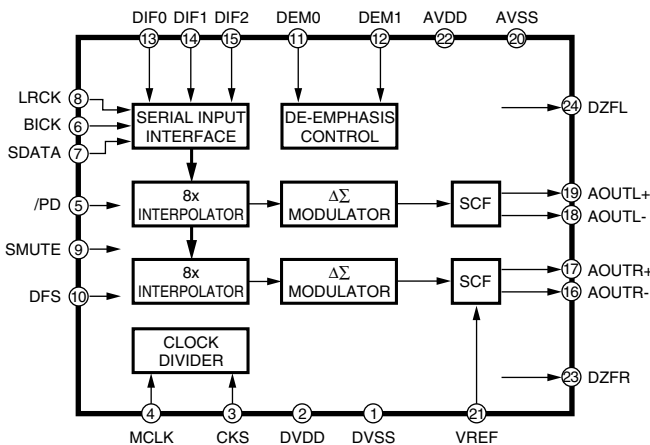 DIF0 DIF1 DIF2 DEM0 DEM1 AVDD AVSS
13 14 15 11 12 22 20
LRCK 8
BICK 6
SDATA 7
SERIAL INPUT
INTERFACE
DE-EMPHASIS
CONTROL
24 DZFL
/PD 5
8x
INTERPOLATOR
ΔΣ
MODULATOR
SCF
19 AOUTL+
18 AOUTL-
SMUTE 9
DFS 10
8x
INTERPOLATOR
ΔΣ
MODULATOR
SCF
17 AOUTR+
16 AOUTR-
CLOCK
DIVIDER
23 DZFR
4 3 2 1 21
MCLK CKS DVDD DVSS VREF